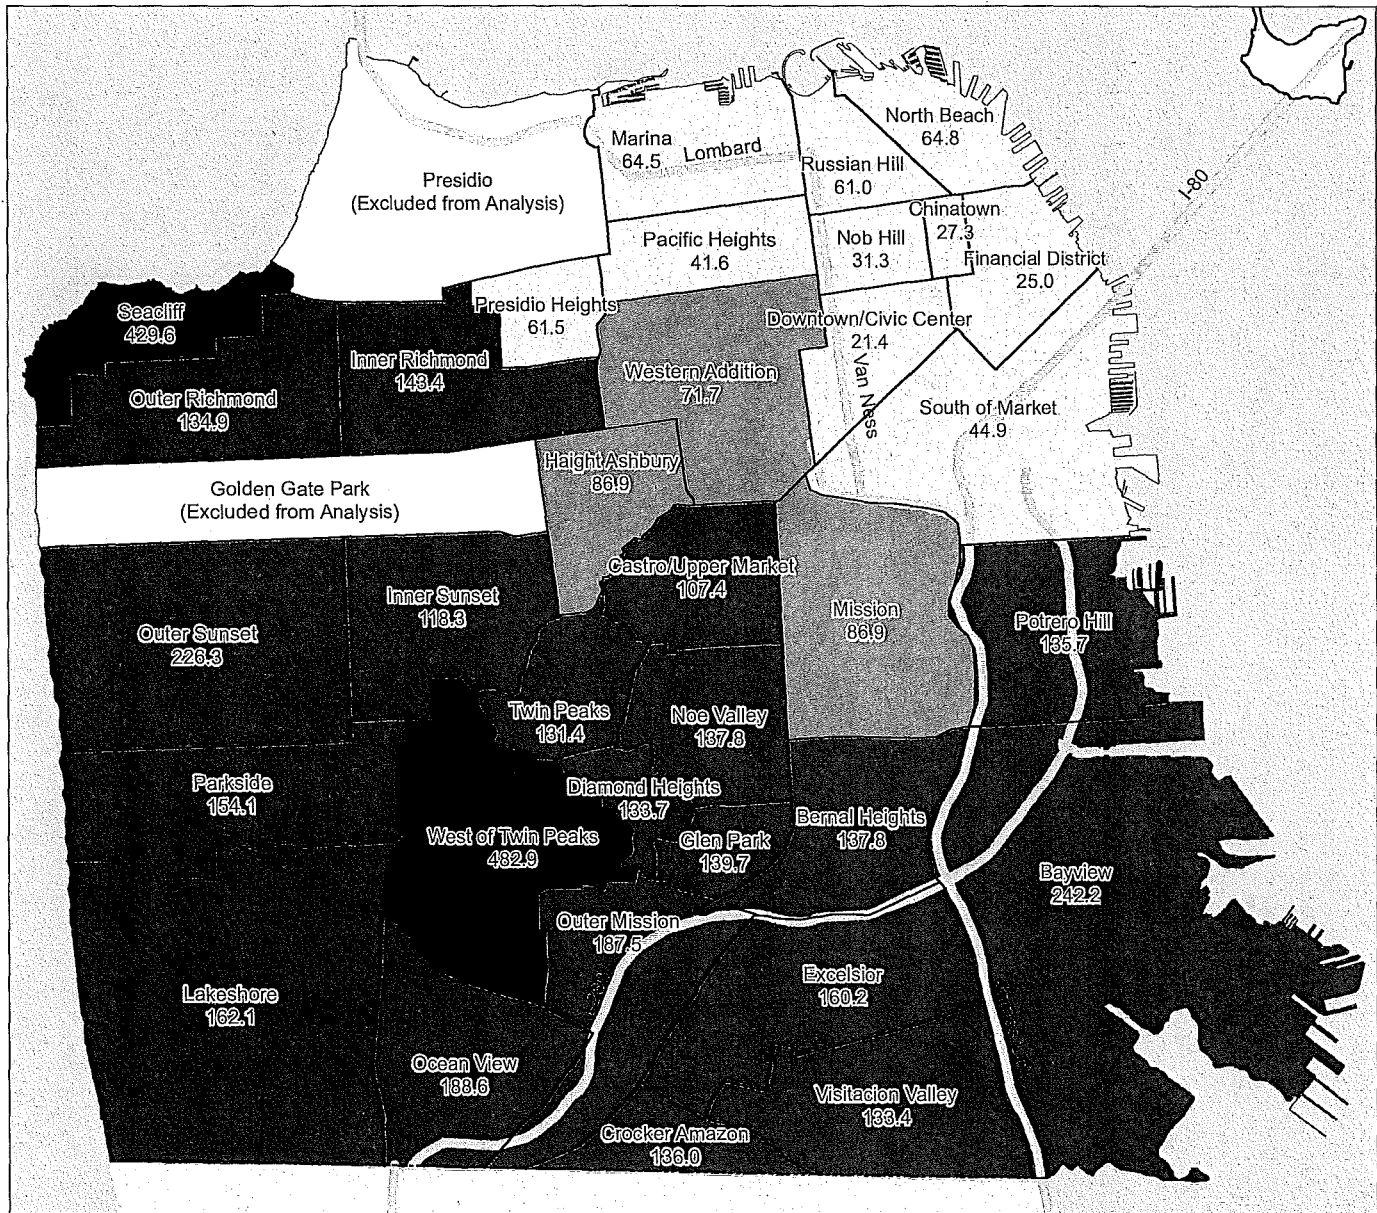 North Beach
64.8
Marina
64.5
Lombard
Russian Hill
61.0
I-80
Presidio
(Excluded from Analysis)
Chinatown
27.3
Pacific Heights
41.6
Nob Hill
31.3
Financial District
25.0
Seacliff
429.6
Presidio Heights
61.5
Downtown/Civic Center
21.4
Inner Richmond
143.4
Western Addition
71.7
Van Ness
Outer Richmond
134.9
South of Market
44.9
Haight Ashbury
86.9
Golden Gate Park
(Excluded from Analysis)
Castro/Upper Market
107.4
Inner Sunset
118.3
Mission
86.9
Outer Sunset
226.3
Potrero Hill
135.7
Twin Peaks
131.4
Noe Valley
137.8
Parkside
154.1
Diamond Heights
133.7
Bernal Heights
137.8
West of Twin Peaks
482.9
Glen Park
139.7
Bayview
242.2
Outer Mission
187.5
Excelsior
160.2
Lakeshore
162.1
Ocean View
188.6
Visitacion Valley
133.4
Crocker Amazon
136.0